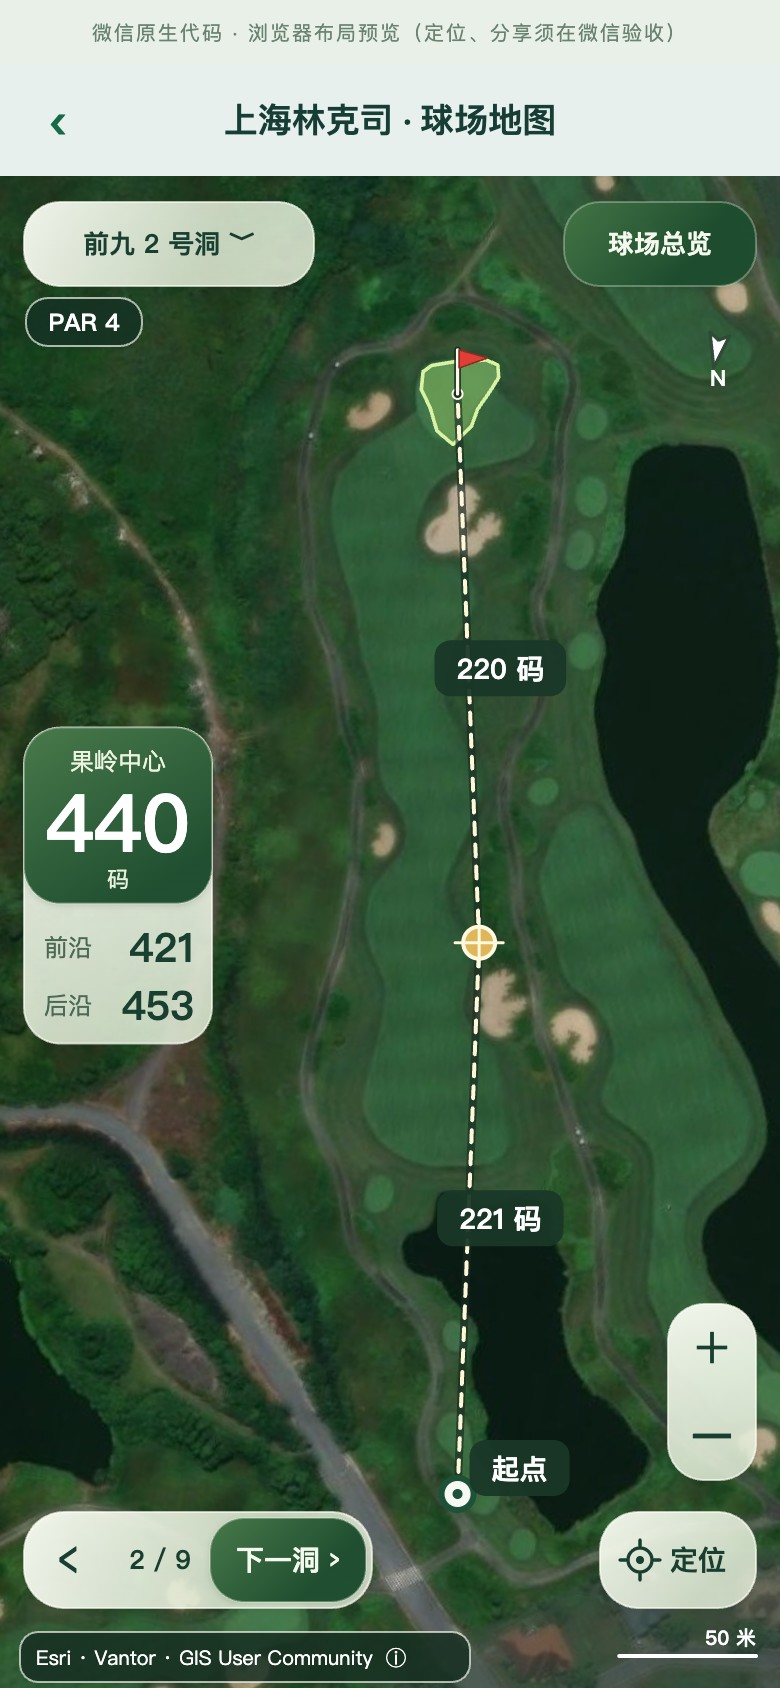 微信原生代码 · 浏览器布局预览（定位、分享须在微信验收）
‹ 上海林克司 · 球场地图
前九 2 号洞
球场总览
PAR 4
N
220 码
果岭中心
440
码
前沿 421
后沿 453
221 码
+
−
起点
< 2 / 9 下一洞 ›
定位
50 米
Esri · Vantor · GIS User Community ⓘ